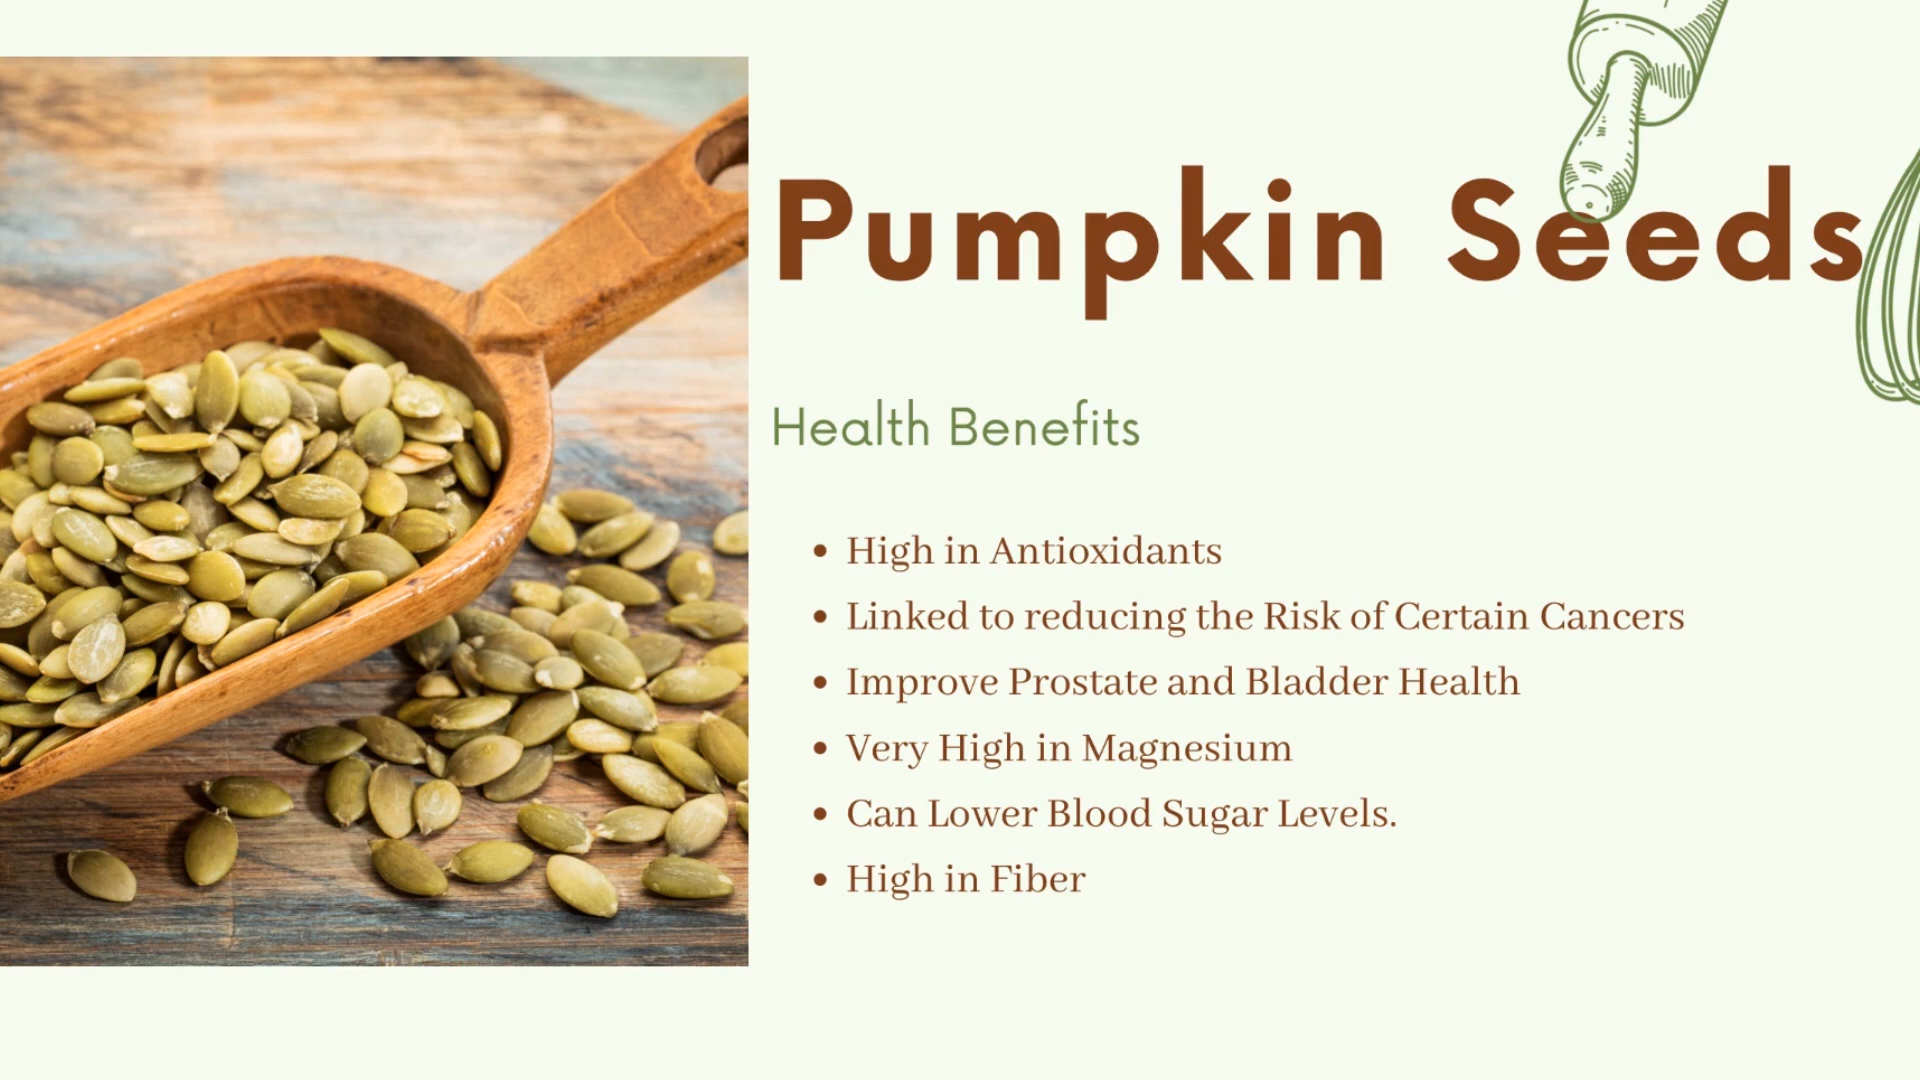 Pumpkin Seeds
Health Benefits
• High in Antioxidants
• Linked to reducing the Risk of Certain Cancers
• Improve Prostate and Bladder Health
• Very High in Magnesium
• Can Lower Blood Sugar Levels.
• High in Fiber